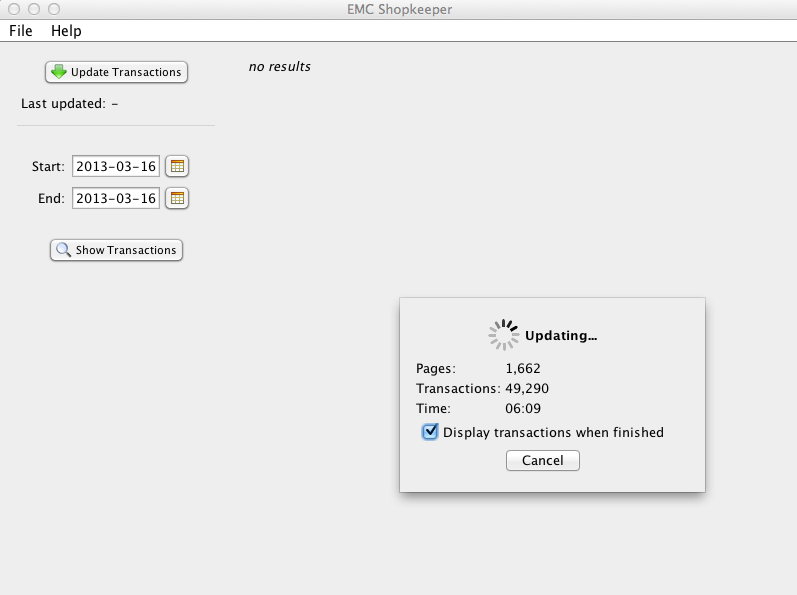 EMC Shopkeeper
File Help
Update Transactions
no results
Last updated: –
Start: 2013-03-16
End: 2013-03-16
Show Transactions
Updating...
Pages: 1,662
Transactions: 49,290
Time: 06:09
Display transactions when finished
Cancel